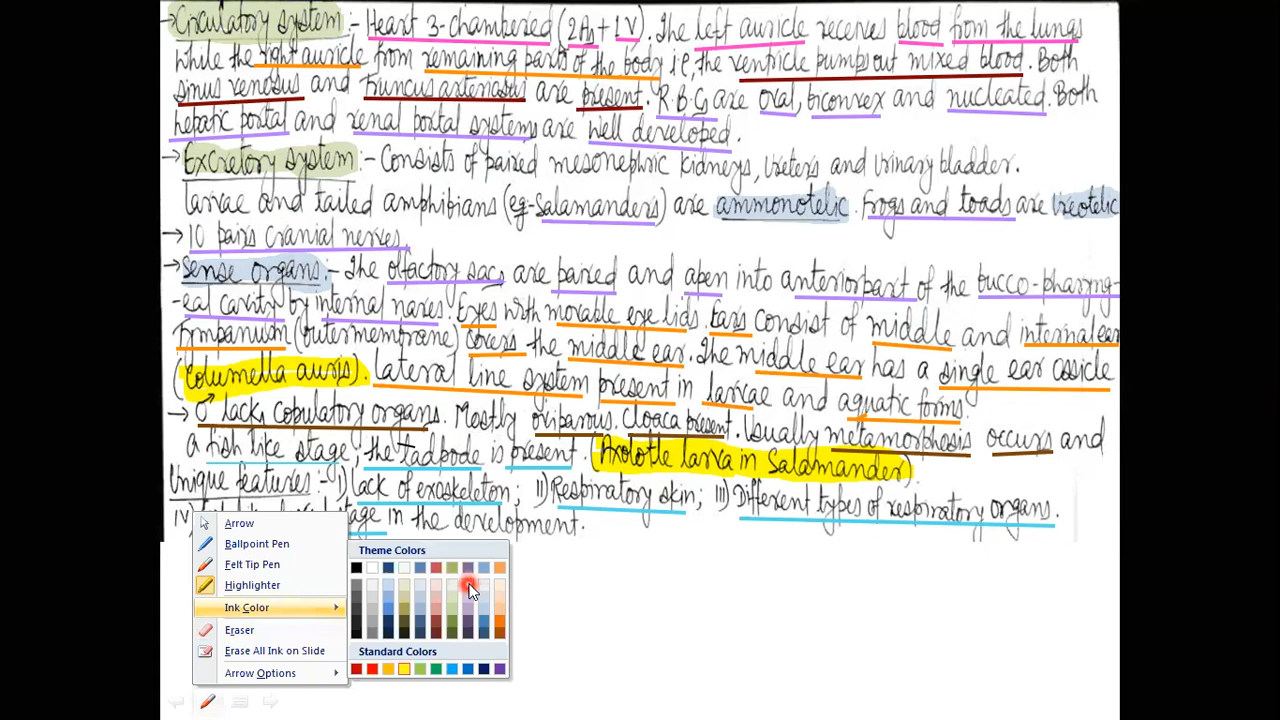 → Circulatory system :- Heart 3-chambered (2As + 1V). The left auricle receives blood from the lungs
while the right auricle from remaining parts of the body i.e, the ventricle pumps out mixed blood. Both
sinus venosus and truncus arteriosus are present. R.B.Cs are oval, biconvex and nucleated. Both
hepatic portal and renal portal systems are well developed.
→ Excretory system :- Consists of paired mesonephric kidneys, ureters and urinary bladder.
Larvae and tailed amphibians (eg- Salamanders) are ammonotelic. Frogs and toads are ureotelic
→ 10 pairs cranial nerves.
→ Sense organs :- The olfactory sacs are paired and open into anterior part of the bucco-pharyng-
-eal cavity by internal nares. Eyes with movable eye lids. Ears consist of middle and internal ear
Tympanum (outermembrane) covers the middle ear. The middle ear has a single ear ossicle
(Columella auris). Lateral line system present in larvae and aquatic forms.
→ ♂ lacks copulatory organs. Mostly oviparous. Cloaca present. Usually metamorphosis occurs and
a fish like stage, the tadpode is present. (Axolotle larva in Salamander)
Unique features :- i) Lack of exoskeleton; ii) Respiratory skin; iii) Different types of respiratory organs.
iv) stage in the development.
Arrow
Ballpoint Pen
Felt Tip Pen
Highlighter
Ink Color
Eraser
Erase All Ink on Slide
Arrow Options
Theme Colors
Standard Colors